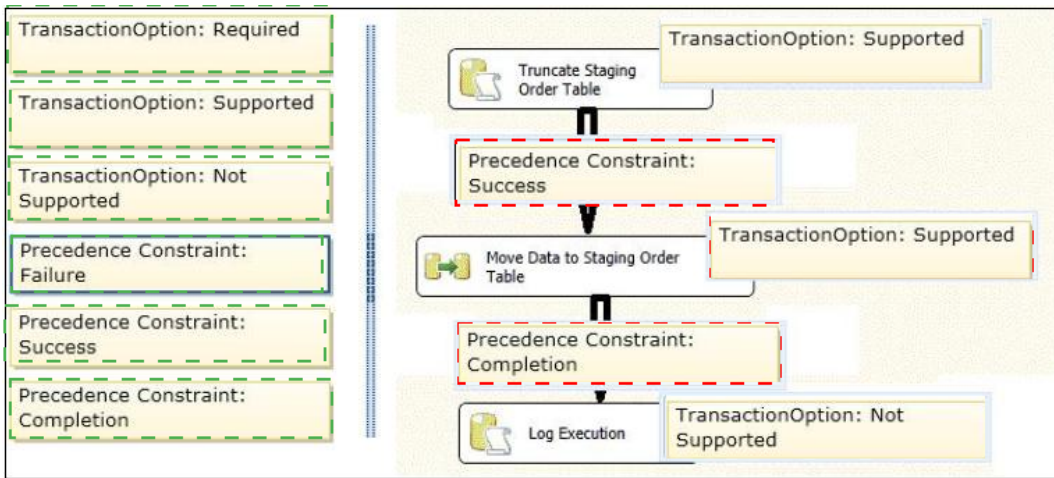 TransactionOption: Required
TransactionOption: Supported
TransactionOption: Not
Supported
Precedence Constraint:
Failure
Precedence Constraint:
Success
Precedence Constraint:
Completion
TransactionOption: Supported
Truncate Staging
Order Table
Precedence Constraint:
Success
TransactionOption: Supported
Move Data to Staging Order
Table
Precedence Constraint:
Completion
TransactionOption: Not
Supported
Log Execution